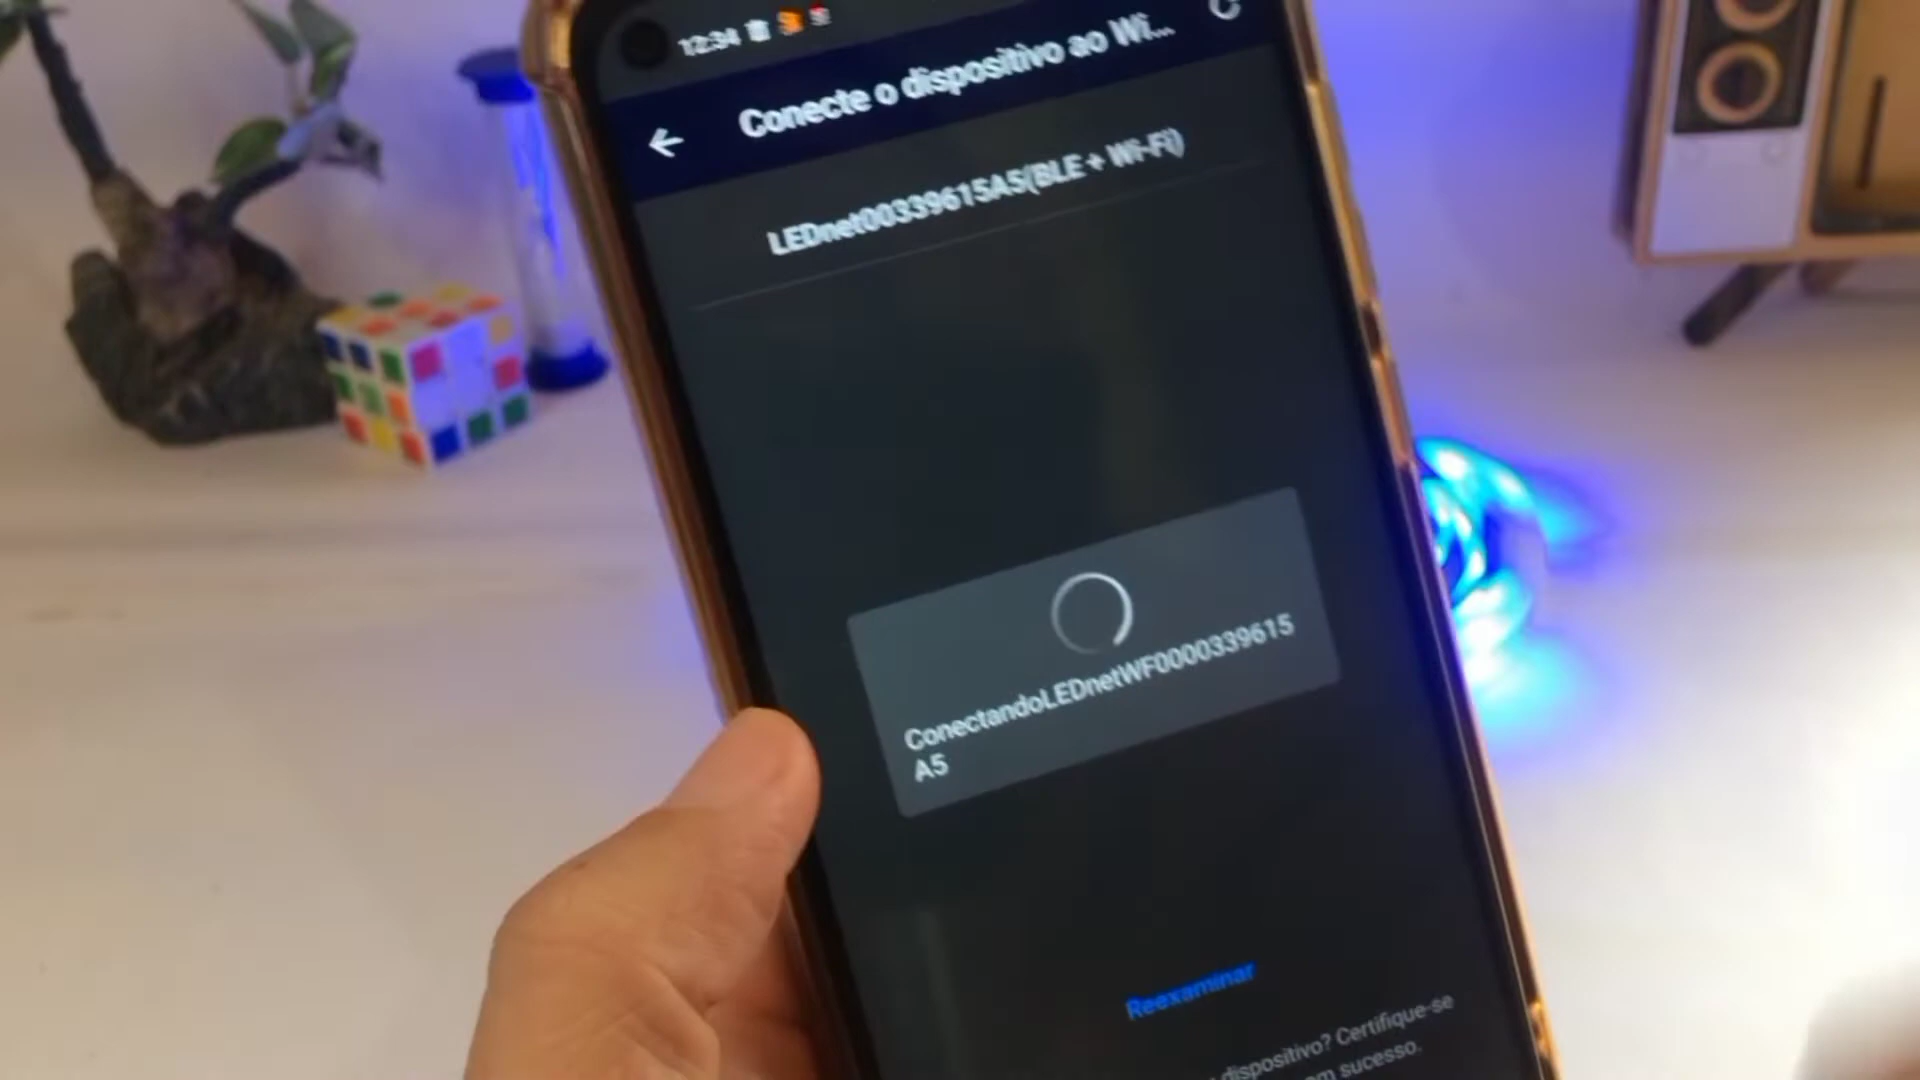 12:34
Conecte o dispositivo ao Wi...
LEDnet00339615A5(BLE + Wi-Fi)
ConectandoLEDnetWF0000339615
A5
Reexaminar
dispositivo? Certifique-se
sucesso.